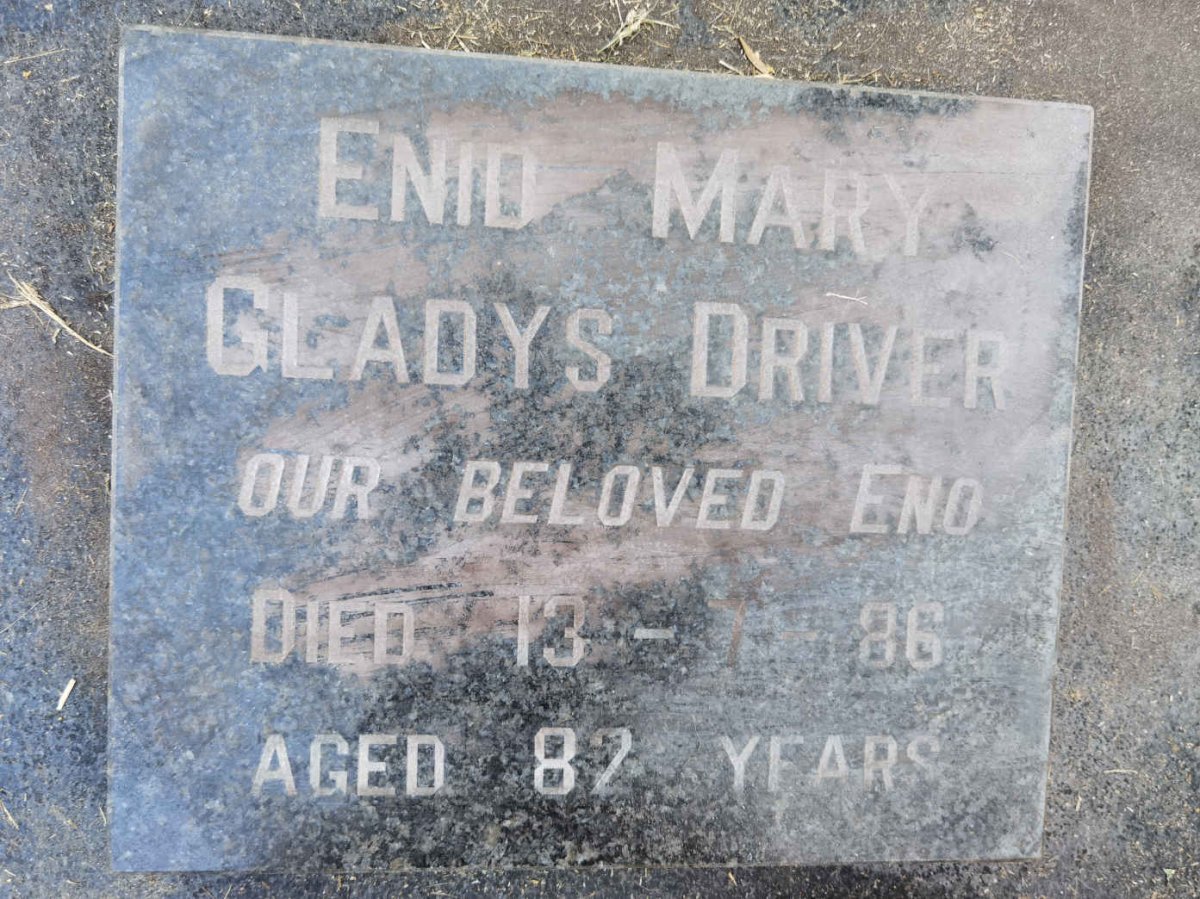 ENID MARY
GLADYS DRIVER
OUR BELOVED ENO
DIED 13-7-86
AGED 82 YEARS